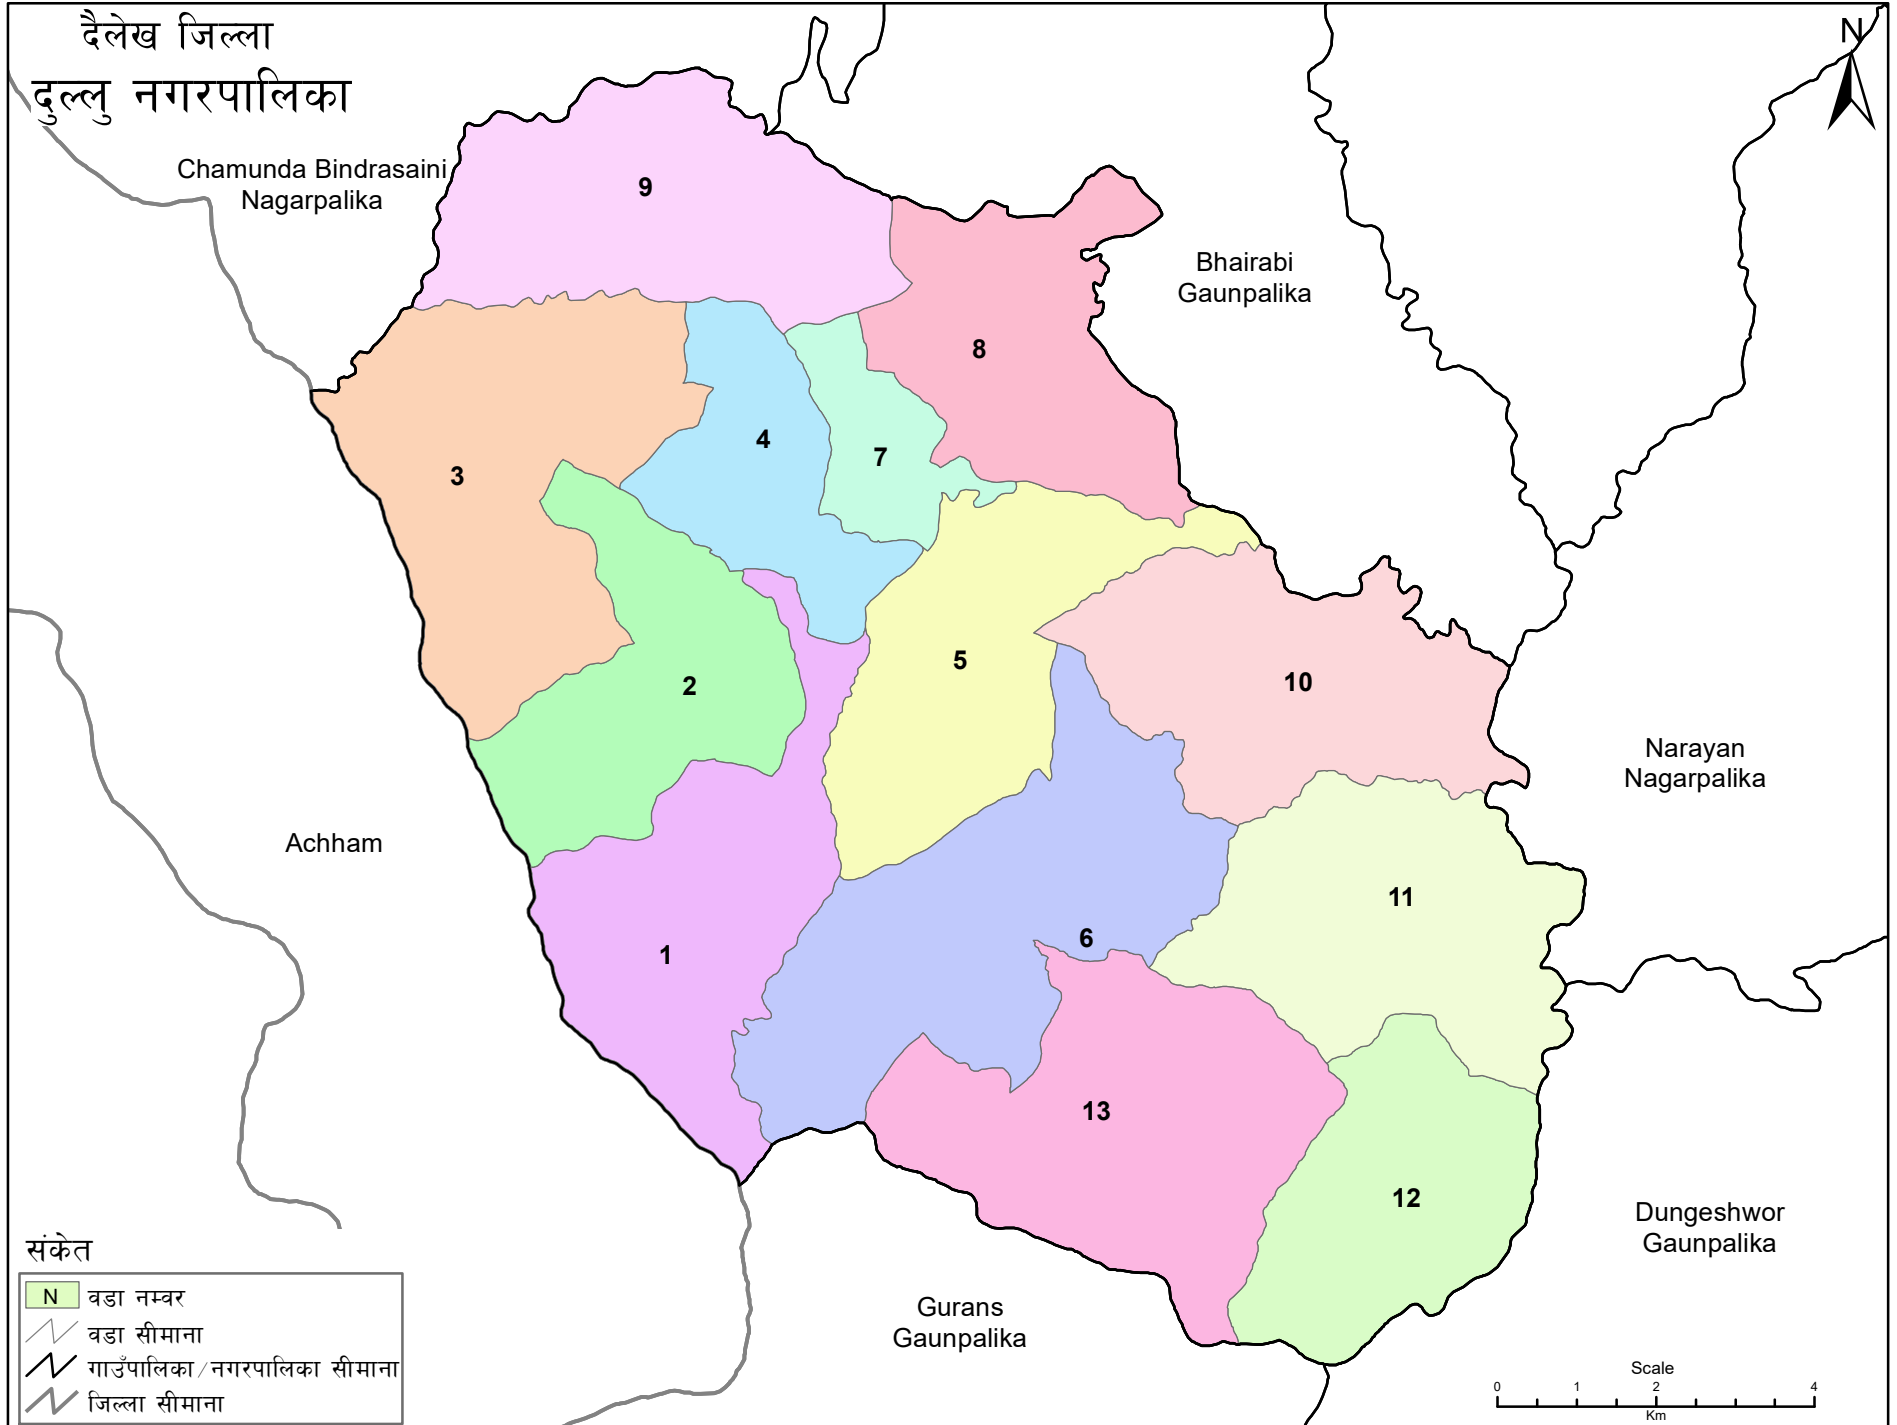 दैलेख जिल्ला
दुल्लु नगरपालिका
N
Chamunda Bindrasaini
Nagarpalika
9
Bhairabi
Gaunpalika
8
4
7
3
5
2
10
Narayan
Nagarpalika
Achham
11
6
1
13
12
Dungeshwor
Gaunpalika
Gurans
Gaunpalika
संकेत
N वडा नम्वर
वडा सीमाना
गाउँपालिका/नगरपालिका सीमाना
जिल्ला सीमाना
Scale
0 1 2 4
Km